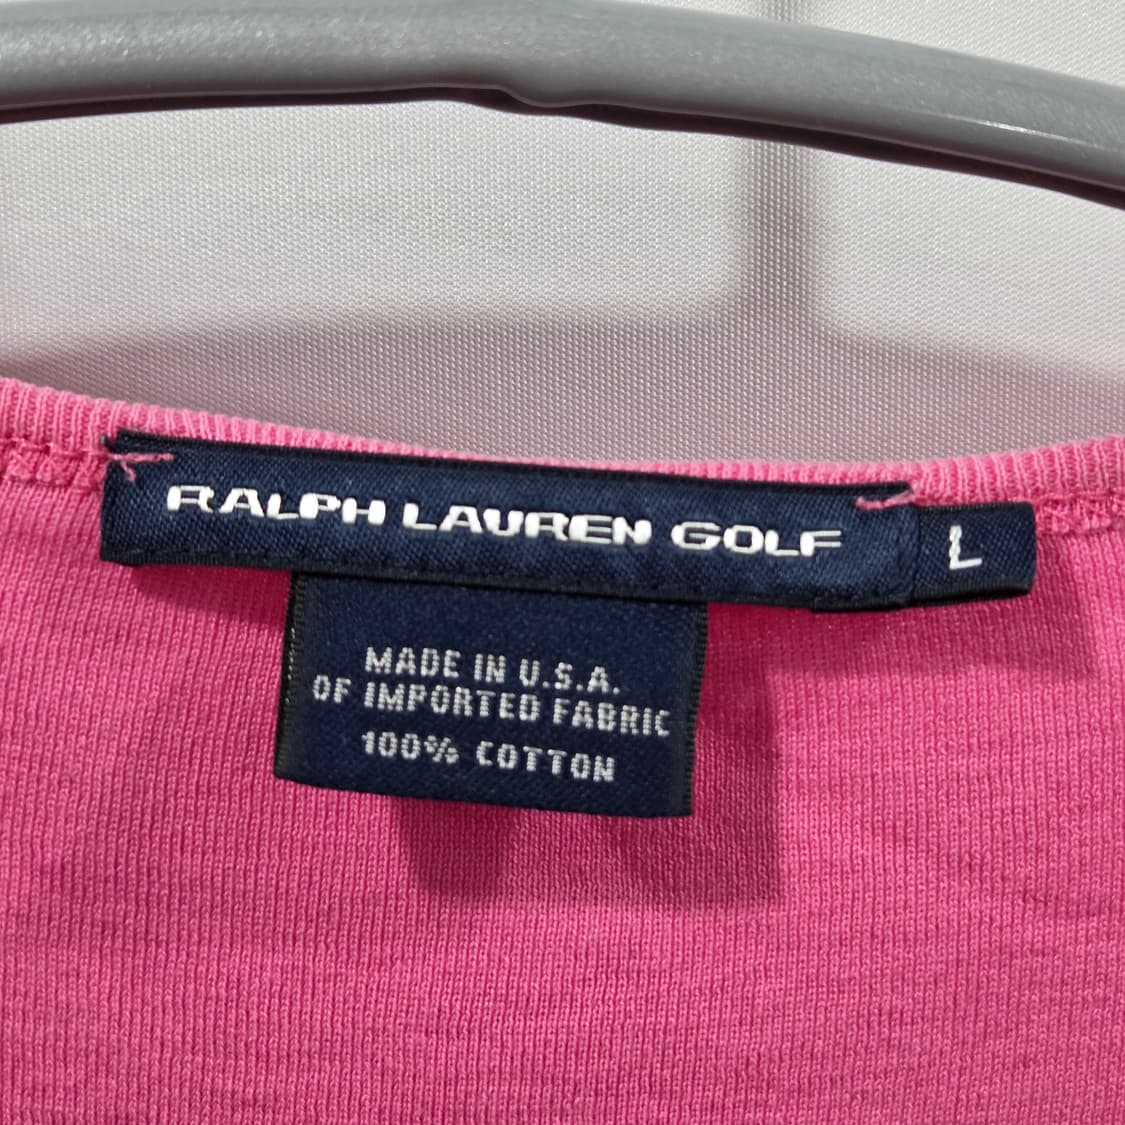 RALPH LAUREN GOLF
L
MADE IN U.S.A.
OF IMPORTED FABRIC
100% COTTON